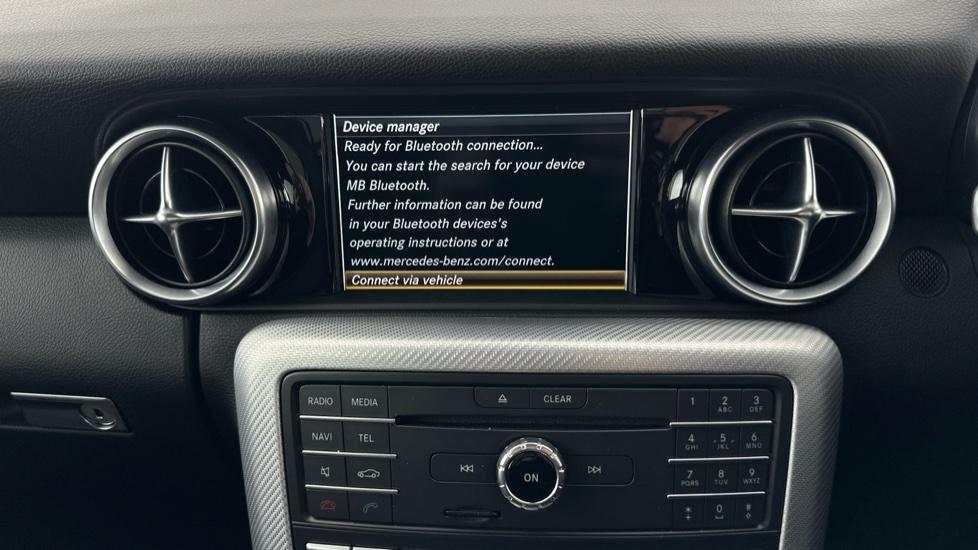 Device manager
Ready for Bluetooth connection...
You can start the search for your device
MB Bluetooth.
Further information can be found
in your Bluetooth devices's
operating instructions or at
www.mercedes-benz.com/connect.
Connect via vehicle
RADIO MEDIA CLEAR 1 2 ABC 3 DEF
NAVI TEL 4 GHI 5 JKL 6 MNO
ON 7 PQRS 8 TUV 9 WXYZ
* 0 #